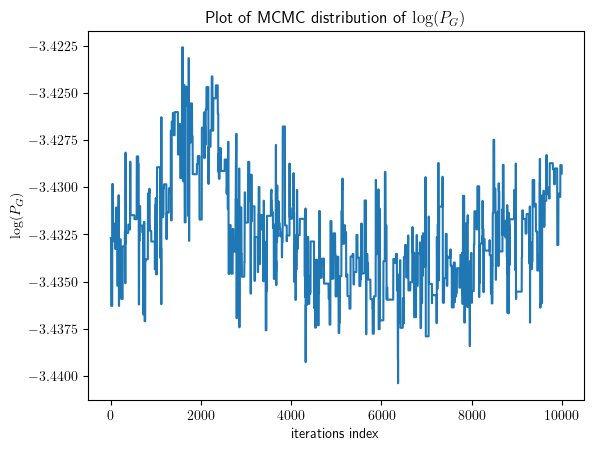 Plot of MCMC distribution of log(P_G)
−3.4225
−3.4250
−3.4275
−3.4300
−3.4325
−3.4350
−3.4375
−3.4400
log(P_G)
0 2000 4000 6000 8000 10000
iterations index